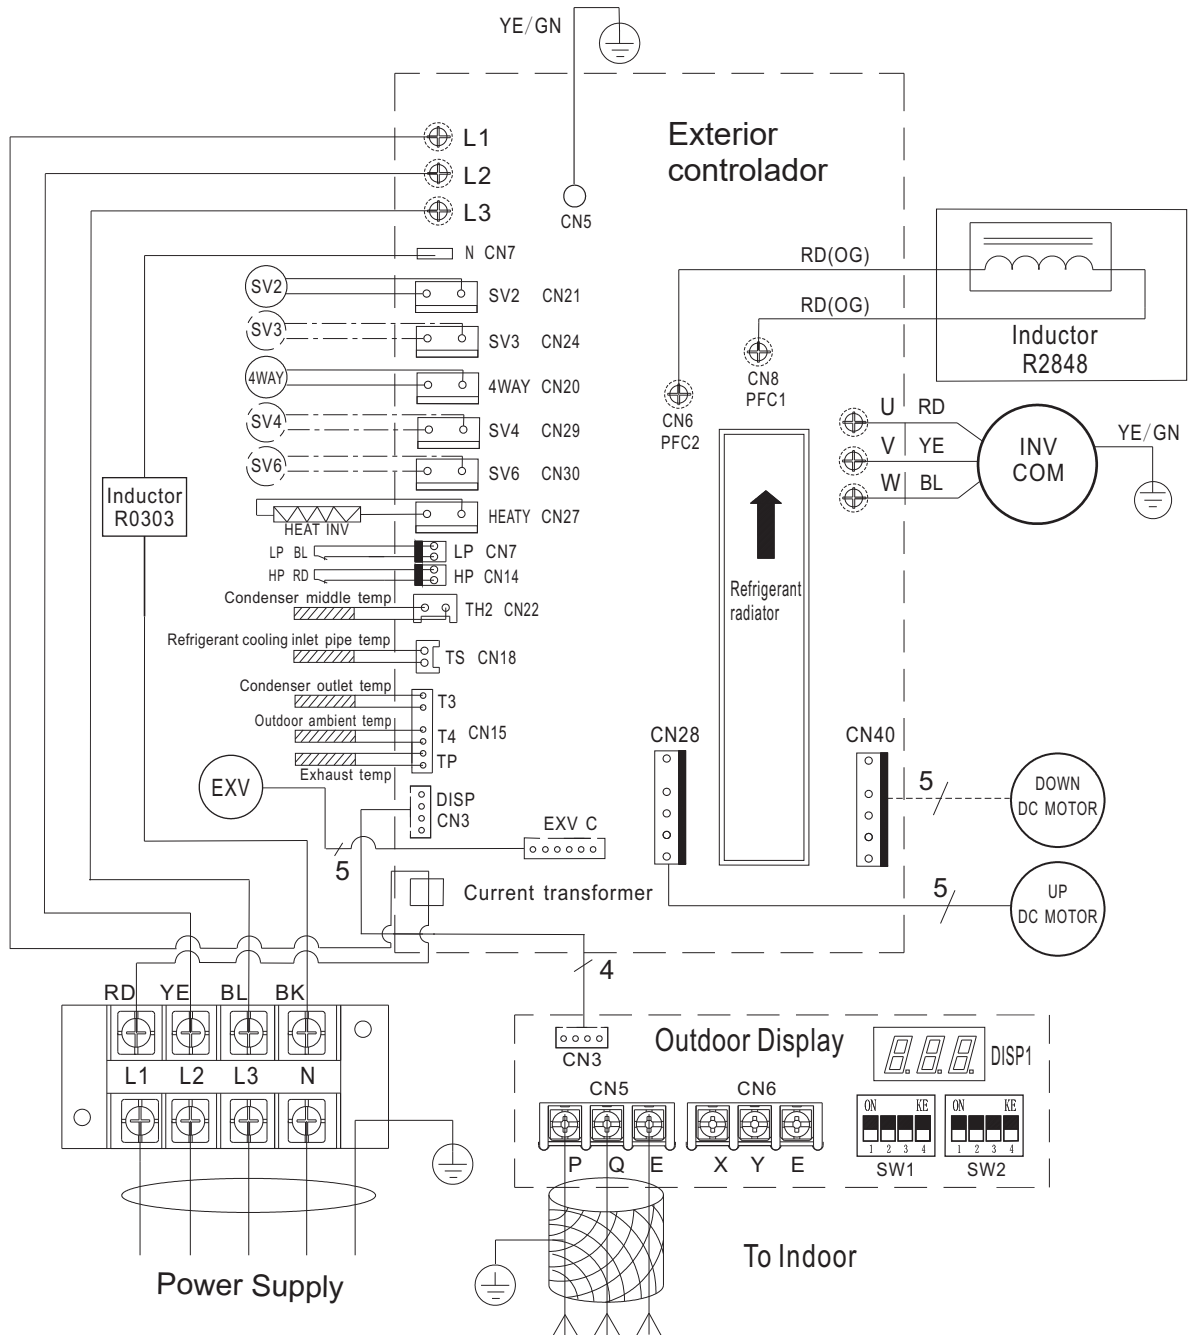 YE/GN
Exterior
controlador
L1
L2
L3
CN5
N CN7
RD(OG)
RD(OG)
Inductor
R2848
SV2
SV2 CN21
SV3
SV3 CN24
CN8
PFC1
4WAY
4WAY CN20
CN6
PFC2
SV4
SV4 CN29
U RD
V YE
W BL
INV
COM
YE/GN
SV6
SV6 CN30
Inductor
R0303
HEAT INV
HEATY CN27
LP BL
LP CN7
HP RD
HP CN14
Refrigerant
radiator
Condenser middle temp
TH2 CN22
Refrigerant cooling inlet pipe temp
TS CN18
Condenser outlet temp
T3
Outdoor ambient temp
T4 CN15
TP
Exhaust temp
CN28
CN40
EXV
DISP
CN3
EXV C
5
5
DOWN
DC MOTOR
5
UP
DC MOTOR
Current transformer
4
RD YE BL BK
L1 L2 L3 N
Power Supply
CN3
Outdoor Display
8.8.8.
DISP1
CN5
CN6
P Q E
X Y E
ON KE
1 2 3 4
SW1
ON KE
1 2 3 4
SW2
To Indoor